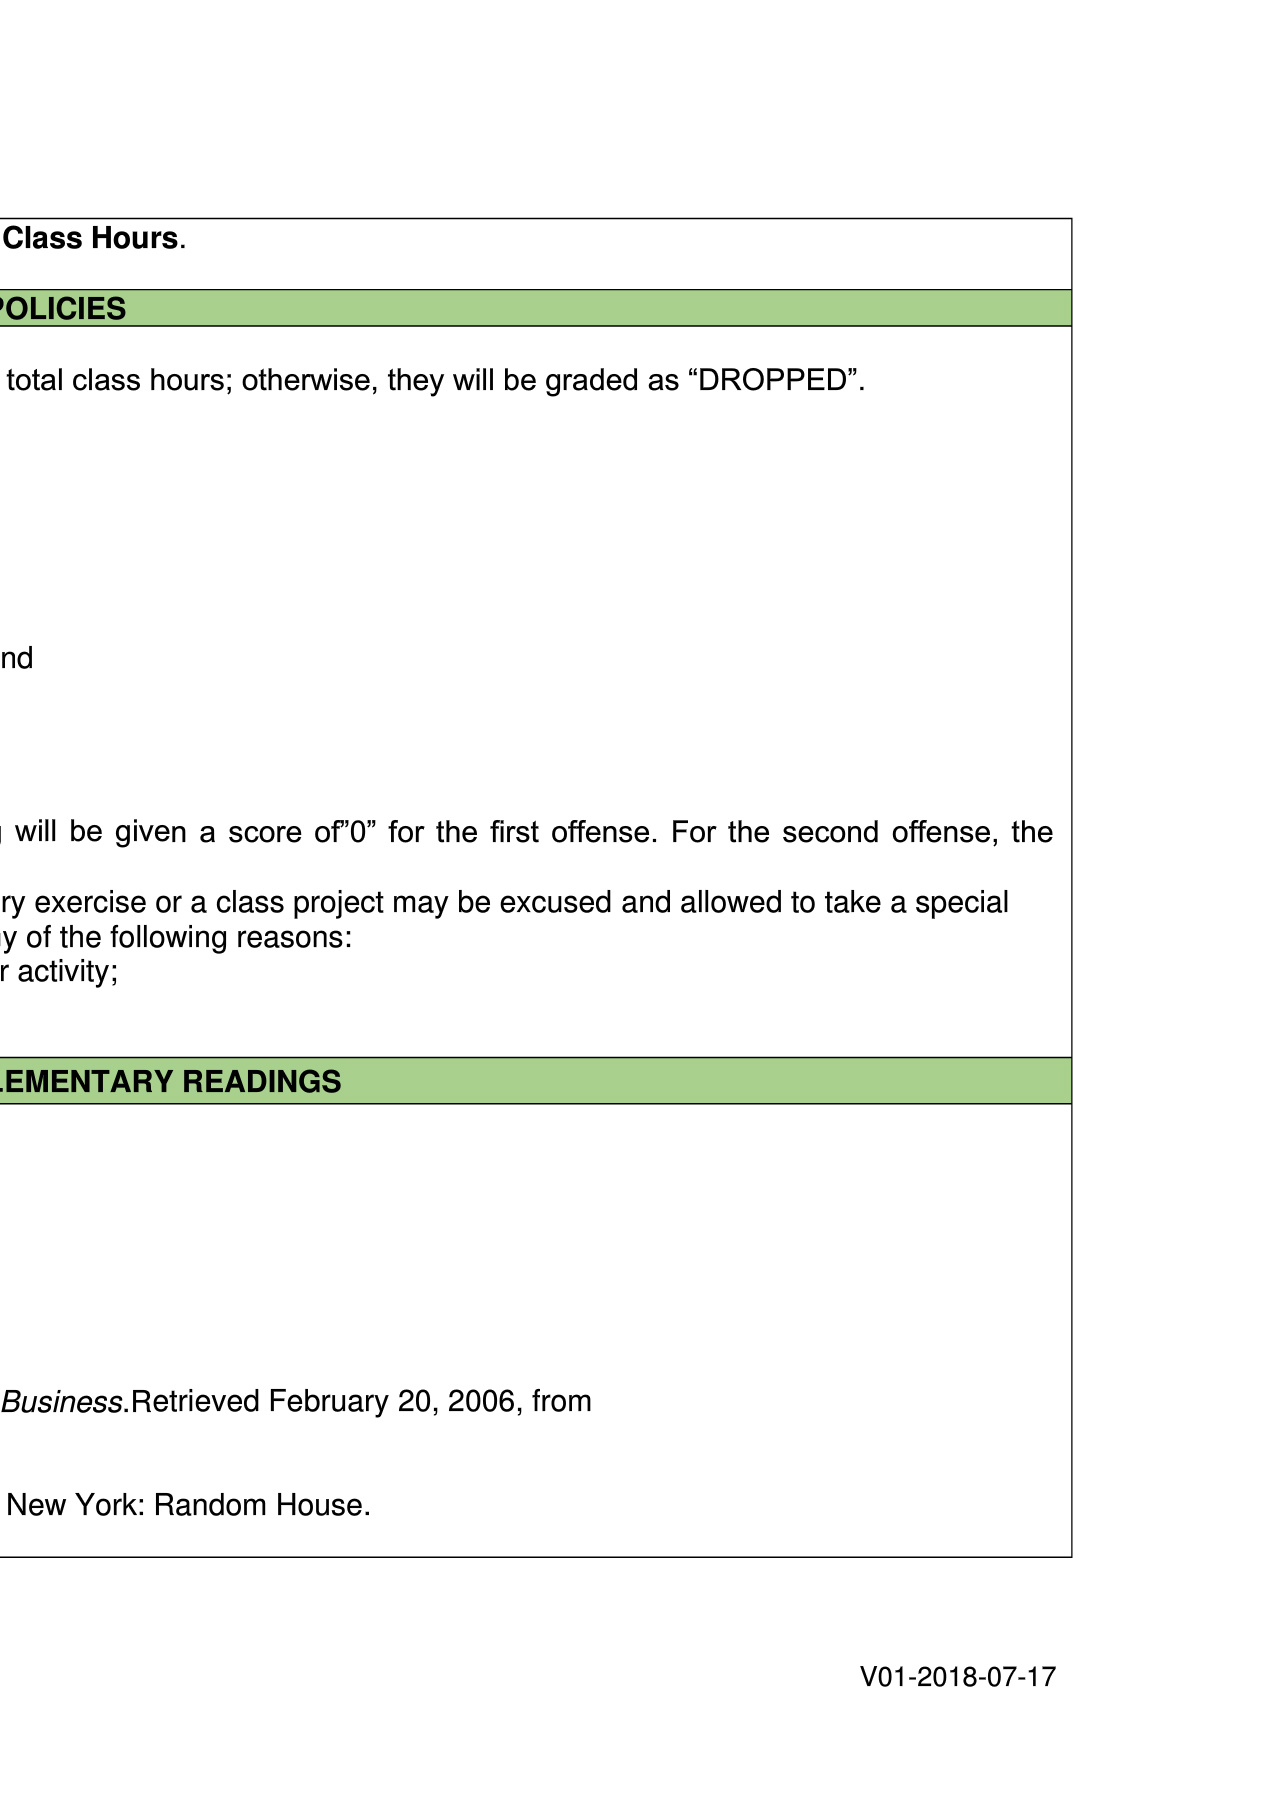 Class Hours.
POLICIES
total class hours; otherwise, they will be graded as “DROPPED”.
nd
will be given a score of”0” for the first offense. For the second offense, the
ry exercise or a class project may be excused and allowed to take a special
y of the following reasons:
r activity;
LEMENTARY READINGS
Business.Retrieved February 20, 2006, from
New York: Random House.
V01-2018-07-17